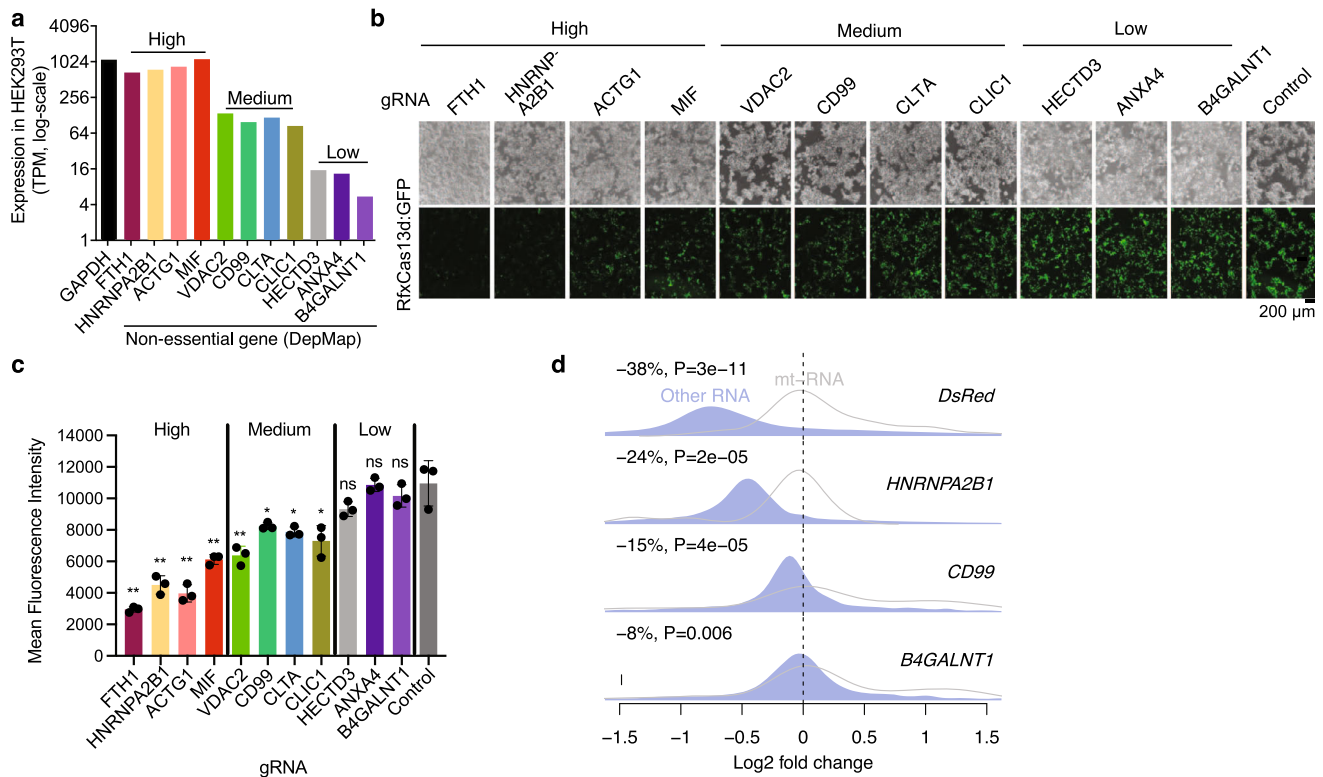 a
4096
1024
256
64
16
4
1
Expression in HEK293T
(TPM, log-scale)
High
Medium
Low
GAPDH
FTH1
HNRNPA2B1
ACTG1
MIF
VDAC2
CD99
CLTA
CLIC1
HECTD3
ANXA4
B4GALNT1
Non-essential gene (DepMap)
b
High
Medium
Low
gRNA
FTH1
HNRNP-
A2B1
ACTG1
MIF
VDAC2
CD99
CLTA
CLIC1
HECTD3
ANXA4
B4GALNT1
Control
RfxCas13d:GFP
200 μm
c
Mean Fluorescence Intensity
14000
12000
10000
8000
6000
4000
2000
0
High
Medium
Low
**
**
**
**
**
*
*
*
ns
ns
ns
FTH1
HNRNPA2B1
ACTG1
MIF
VDAC2
CD99
CLTA
CLIC1
HECTD3
ANXA4
B4GALNT1
Control
gRNA
d
−38%, P=3e−11
Other RNA
mt−RNA
DsRed
−24%, P=2e−05
HNRNPA2B1
−15%, P=4e−05
CD99
−8%, P=0.006
B4GALNT1
−1.5 −1 −0.5 0 0.5 1 1.5
Log2 fold change